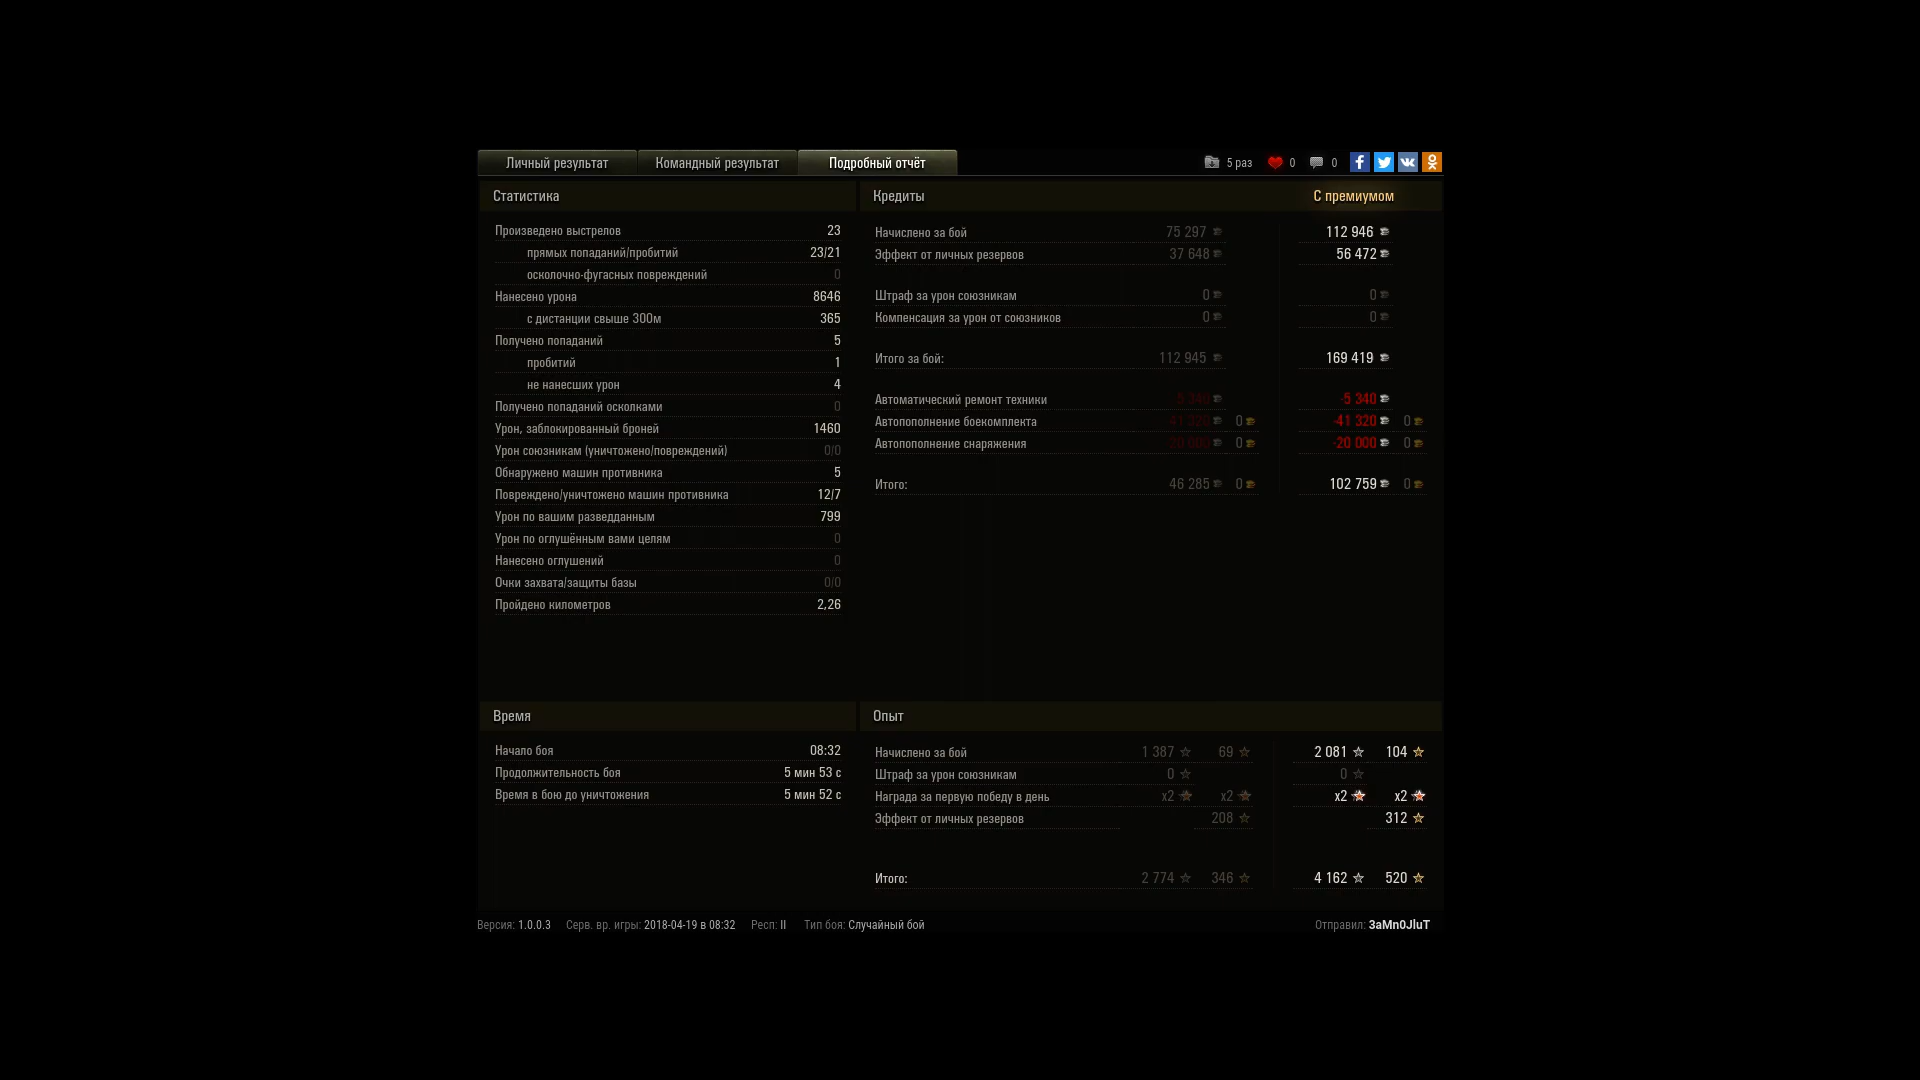 Личный результат Командный результат Подробный отчёт 5 раз 0 0
Статистика
Произведено выстрелов 23
прямых попаданий/пробитий 23/21
осколочно-фугасных повреждений 0
Нанесено урона 8646
с дистанции свыше 300м 365
Получено попаданий 5
пробитий 1
не нанесших урон 4
Получено попаданий осколками 0
Урон, заблокированный броней 1460
Урон союзникам (уничтожено/повреждений) 0/0
Обнаружено машин противника 5
Повреждено/уничтожено машин противника 12/7
Урон по вашим разведданным 799
Урон по оглушённым вами целям 0
Нанесено оглушений 0
Очки захвата/защиты базы 0/0
Пройдено километров 2,26
Кредиты С премиумом
Начислено за бой 75 297 112 946
Эффект от личных резервов 37 648 56 472
Штраф за урон союзникам 0 0
Компенсация за урон от союзников 0 0
Итого за бой: 112 945 169 419
Автоматический ремонт техники -5 340 -5 340
Автопополнение боекомплекта -41 320 0 -41 320 0
Автопополнение снаряжения -20 000 0 -20 000 0
Итого: 46 285 0 102 759 0
Время
Начало боя 08:32
Продолжительность боя 5 мин 53 с
Время в бою до уничтожения 5 мин 52 с
Опыт
Начислено за бой 1 387 69 2 081 104
Штраф за урон союзникам 0 0
Награда за первую победу в день x2 x2 x2 x2
Эффект от личных резервов 208 312
Итого: 2 774 346 4 162 520
Версия: 1.0.0.3 Серв. вр. игры: 2018-04-19 в 08:32 Респ: II Тип боя: Случайный бой Отправил: 3aMn0JluT